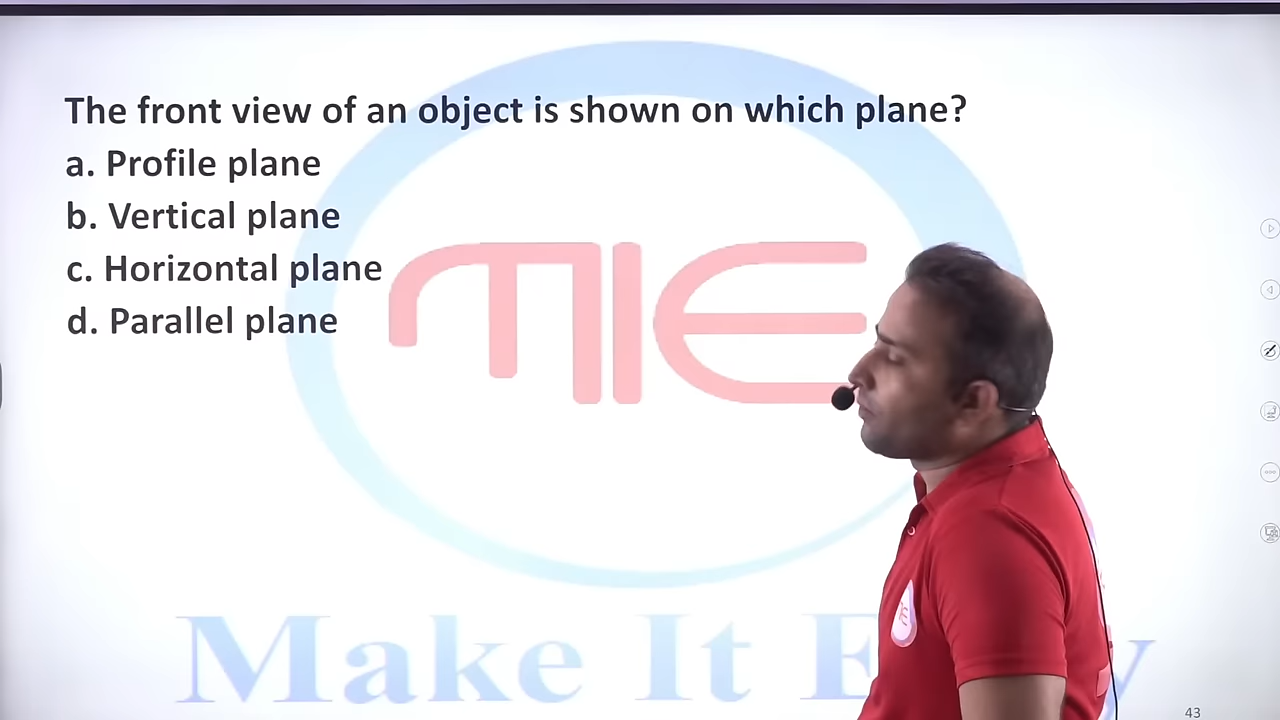 The front view of an object is shown on which plane?
a. Profile plane
b. Vertical plane
c. Horizontal plane
d. Parallel plane
MIE
Make It
43